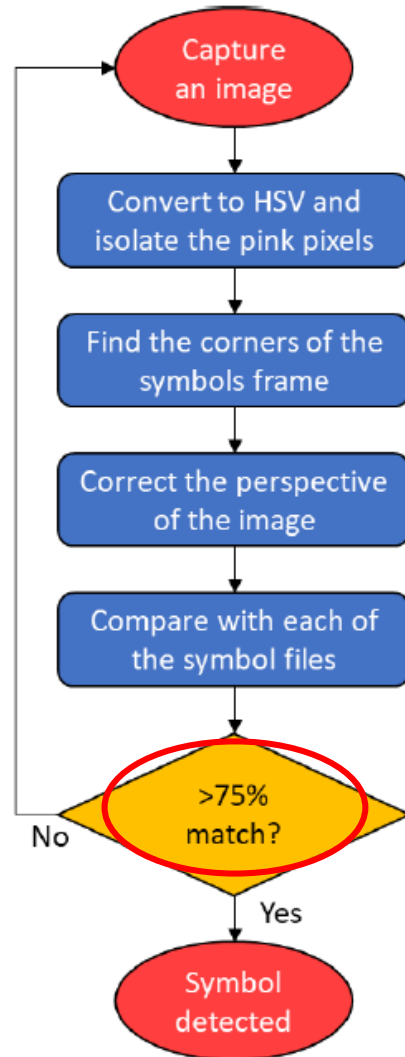 Capture
an image
Convert to HSV and
isolate the pink pixels
Find the corners of the
symbols frame
Correct the perspective
of the image
Compare with each of
the symbol files
>75%
match?
No
Yes
Symbol
detected